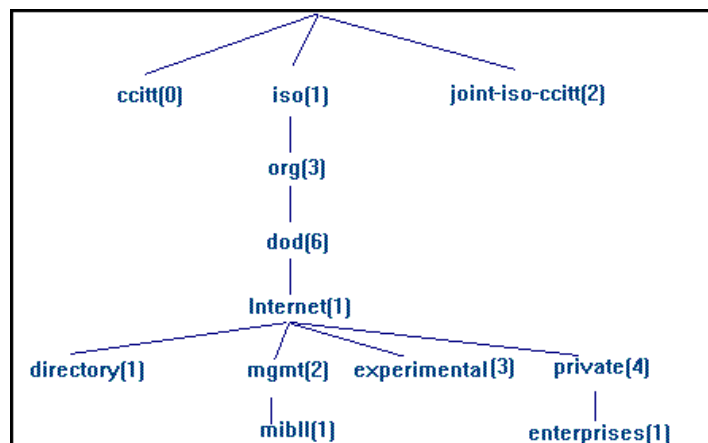 ccitt(0) iso(1) joint-iso-ccitt(2)
org(3)
dod(6)
Internet(1)
directory(1) mgmt(2) experimental(3) private(4)
mibII(1) enterprises(1)